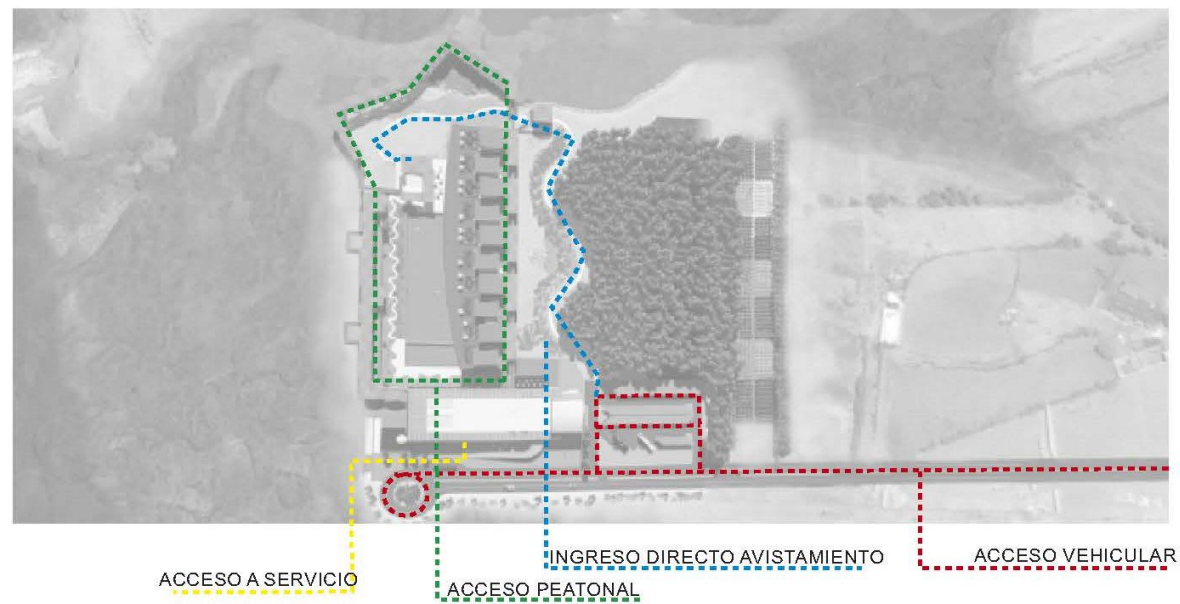 INGRESO DIRECTO AVISTAMIENTO
ACCESO VEHICULAR
ACCESO A SERVICIO
ACCESO PEATONAL